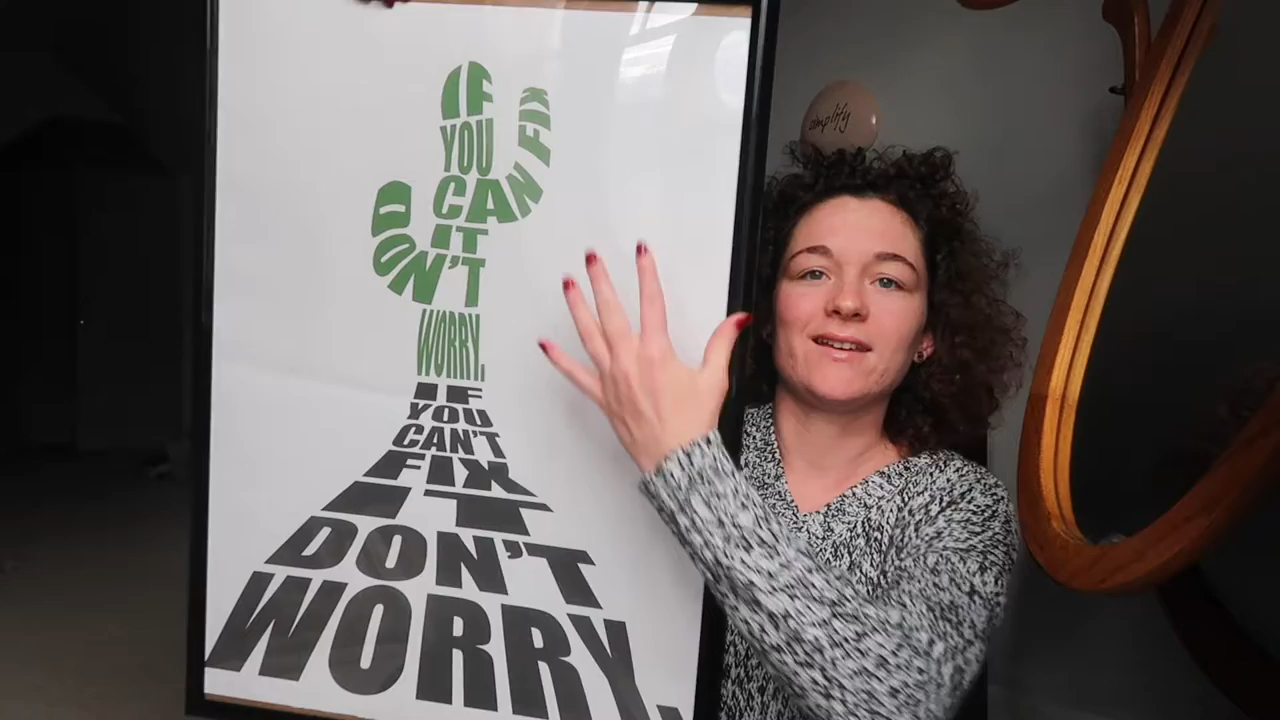 IF
YOU
CAN FIX
IT
DON'T
WORRY.
IF
YOU
CAN'T
FIX
IT
DON'T
WORRY.
simplify